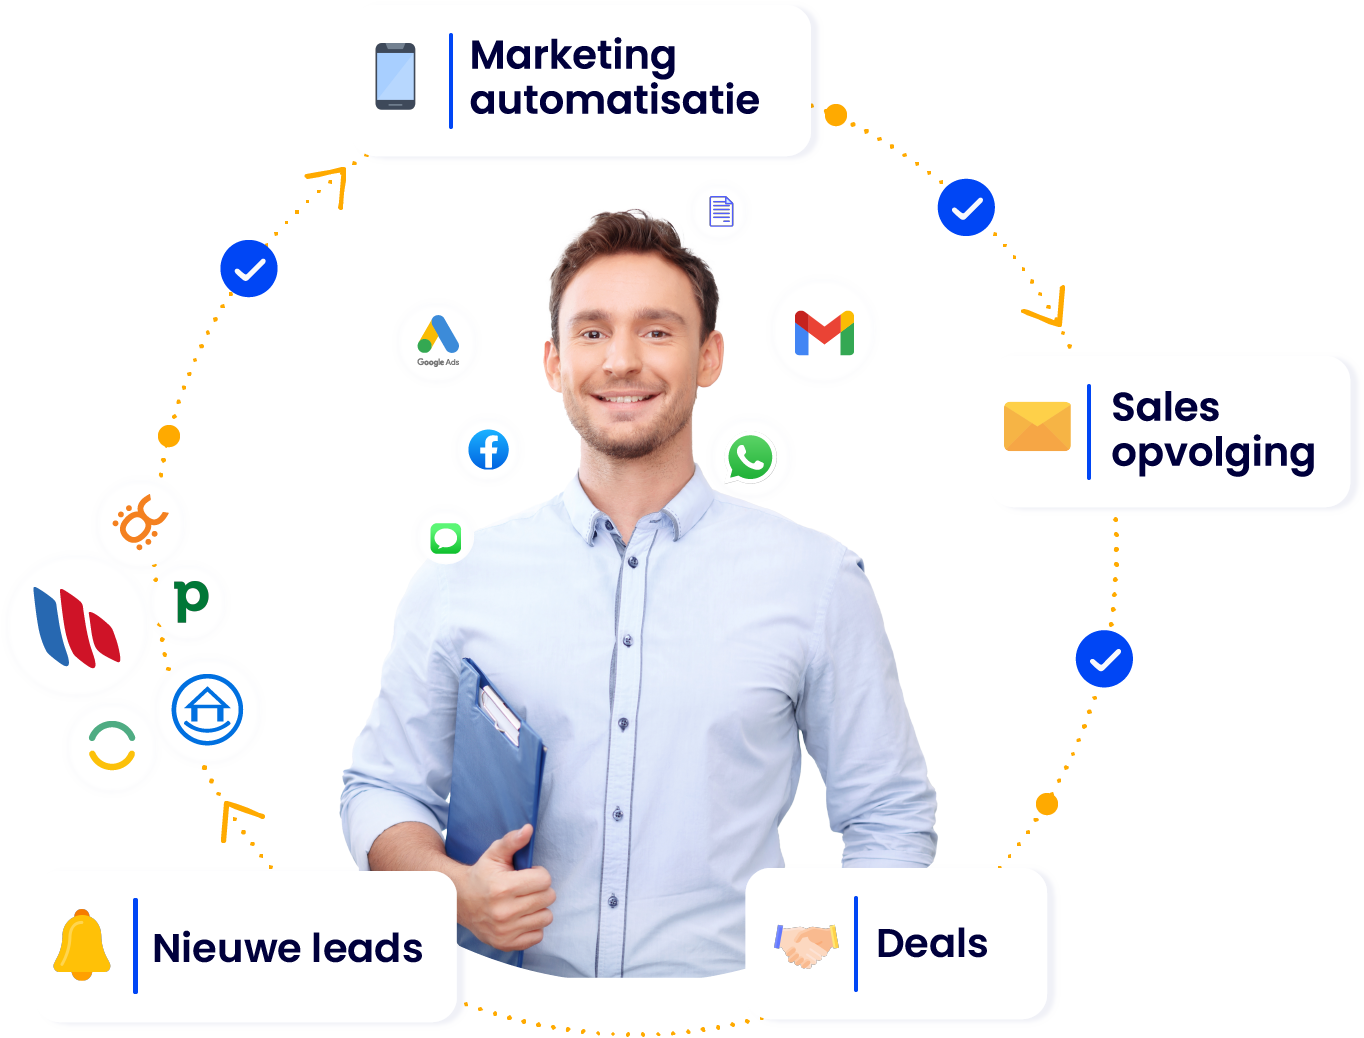 Marketing
automatisatie
Google Ads
Sales
opvolging
p
Nieuwe leads
Deals